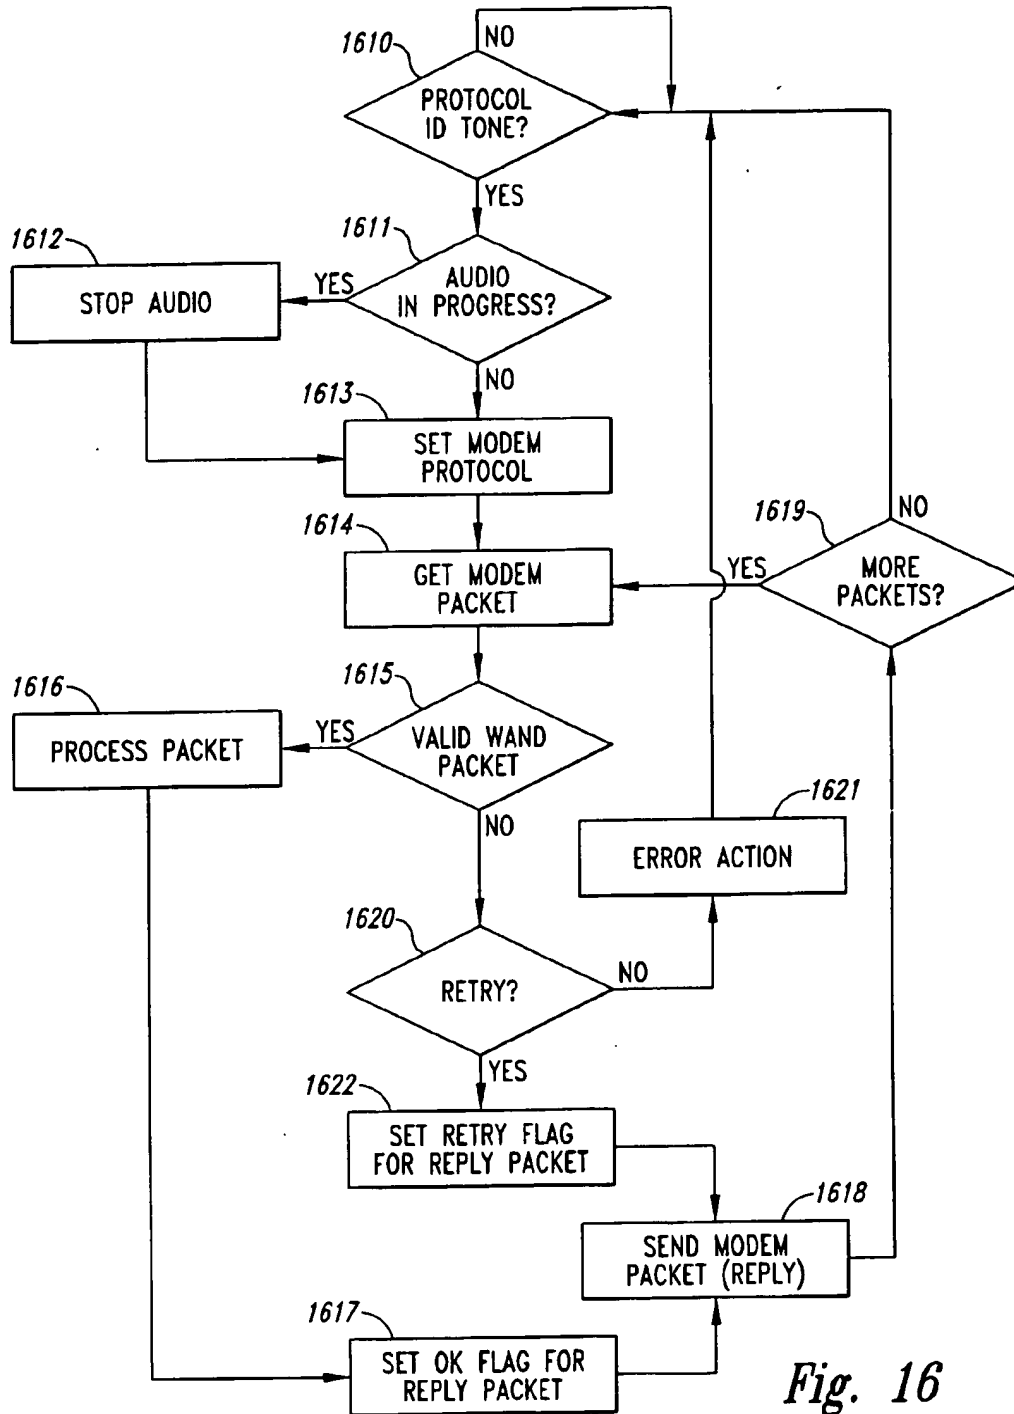 1610
NO
PROTOCOL
ID TONE?
YES
1611
1612
AUDIO
IN PROGRESS?
YES
STOP AUDIO
NO
1613
SET MODEM
PROTOCOL
1614
GET MODEM
PACKET
YES
1619
NO
MORE
PACKETS?
1615
1616
VALID WAND
PACKET
YES
PROCESS PACKET
NO
1621
ERROR ACTION
1620
RETRY?
NO
YES
1622
SET RETRY FLAG
FOR REPLY PACKET
1618
SEND MODEM
PACKET (REPLY)
1617
SET OK FLAG FOR
REPLY PACKET
Fig. 16